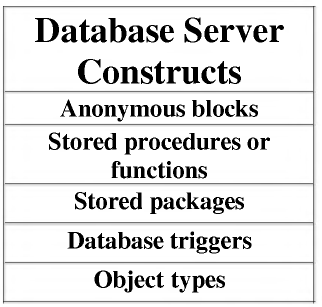 Database Server
Constructs
Anonymous blocks
Stored procedures or
functions
Stored packages
Database triggers
Object types